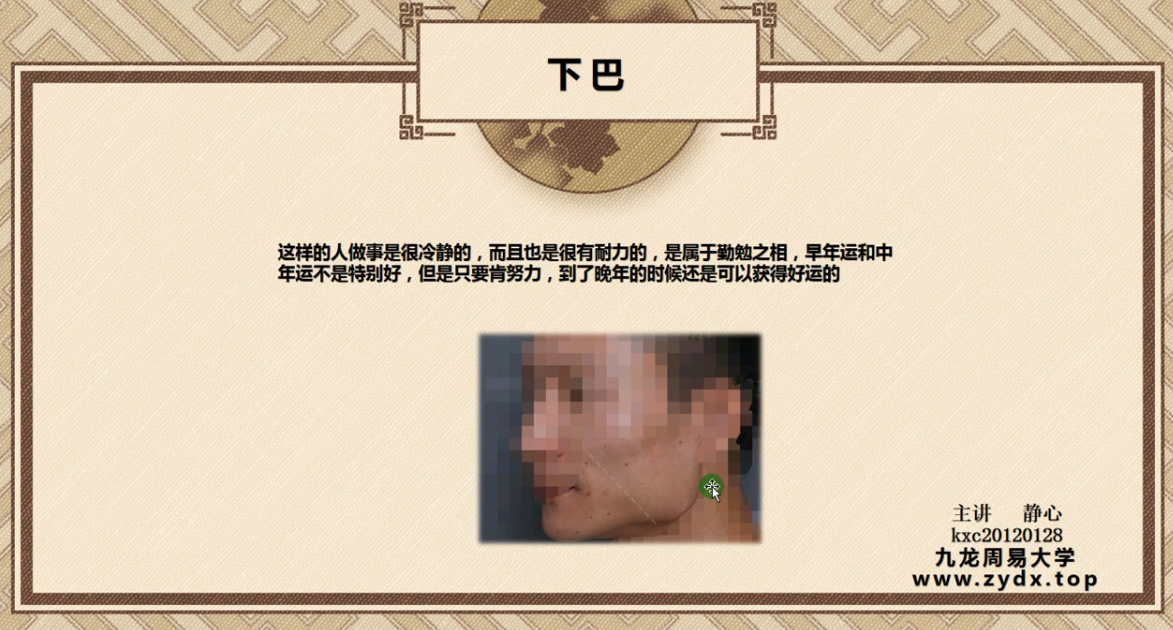 下巴
这样的人做事是很冷静的，而且也是很有耐力的，是属于勤勉之相，早年运和中
年运不是特别好，但是只要肯努力，到了晚年的时候还是可以获得好运的
主讲 静心
kxc20120128
九龙周易大学
www.zydx.top